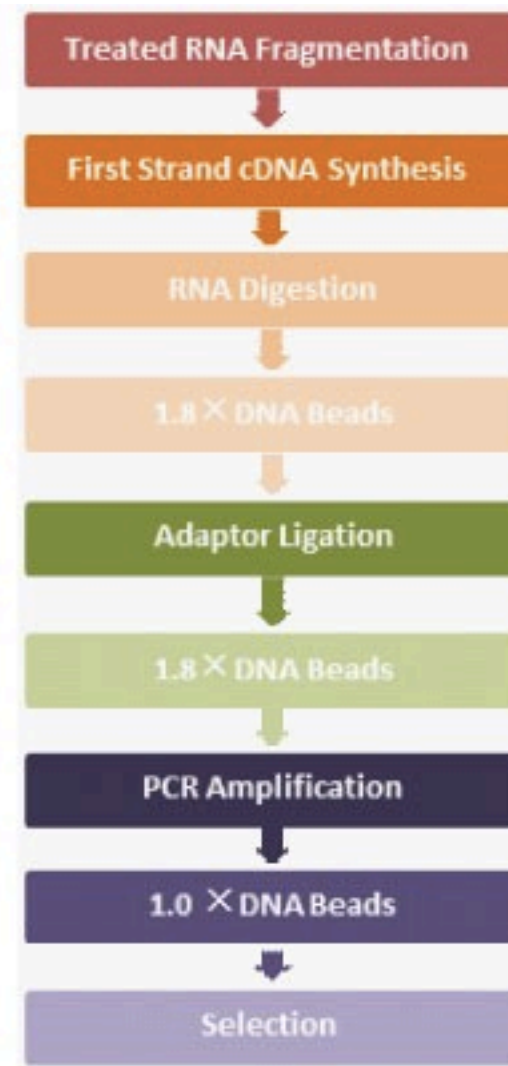 Treated RNA Fragmentation
First Strand cDNA Synthesis
RNA Digestion
1.8× DNA Beads
Adaptor Ligation
1.8× DNA Beads
PCR Amplification
1.0 × DNA Beads
Selection